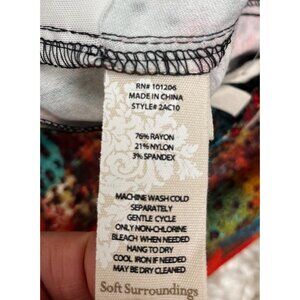 RN# 101206
MADE IN CHINA
STYLE# 2AC10
76% RAYON
21% NYLON
3% SPANDEX
MACHINE WASH COLD
SEPARATELY
GENTLE CYCLE
ONLY NON-CHLORINE
BLEACH WHEN NEEDED
HANG TO DRY
COOL IRON IF NEEDED
MAY BE DRY CLEANED
Soft Surroundings